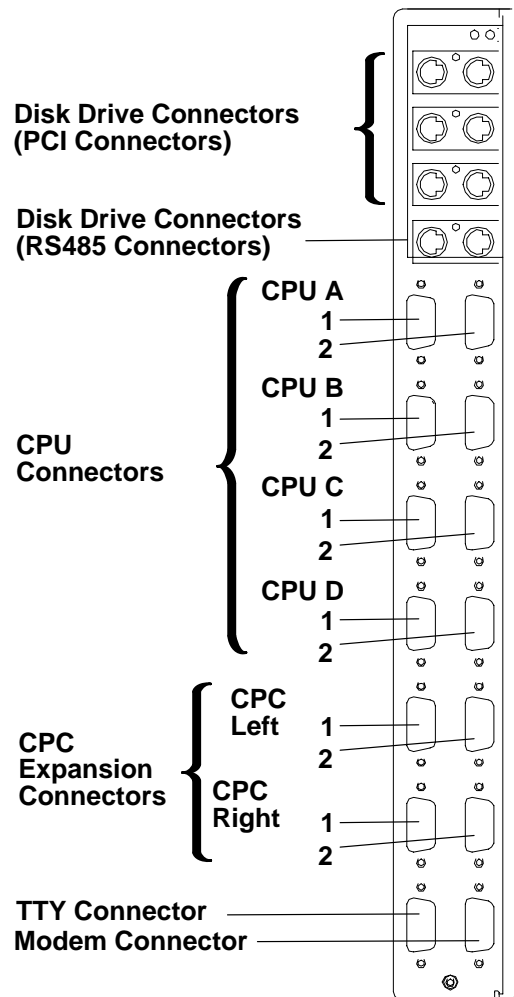 Disk Drive Connectors
(PCI Connectors)
Disk Drive Connectors
(RS485 Connectors)
CPU
Connectors
CPU A
1
2
CPU B
1
2
CPU C
1
2
CPU D
1
2
CPC
Expansion
Connectors
CPC
Left
1
2
CPC
Right
1
2
TTY Connector
Modem Connector